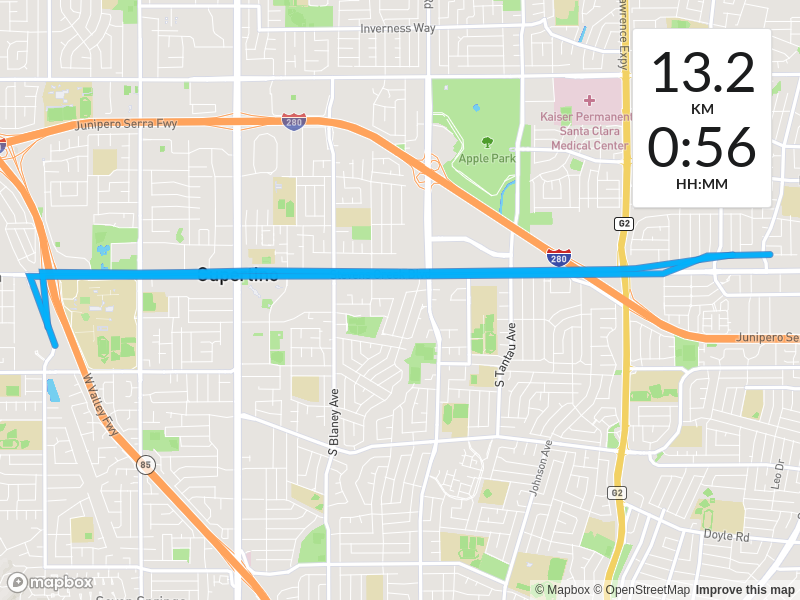 Inverness Way
Rd
Lawrence Expy
13.2
KM
0:56
HH:MM
Junipero Serra Fwy
280
Kaiser Permanent
Santa Clara
Medical Center
Apple Park
G2
280
Cupertino
Junipero Se
S Tantau Ave
W Valley Fwy
S Blaney Ave
85
Johnson Ave
Leo Dr
G2
Doyle Rd
mapbox
© Mapbox © OpenStreetMap Improve this map